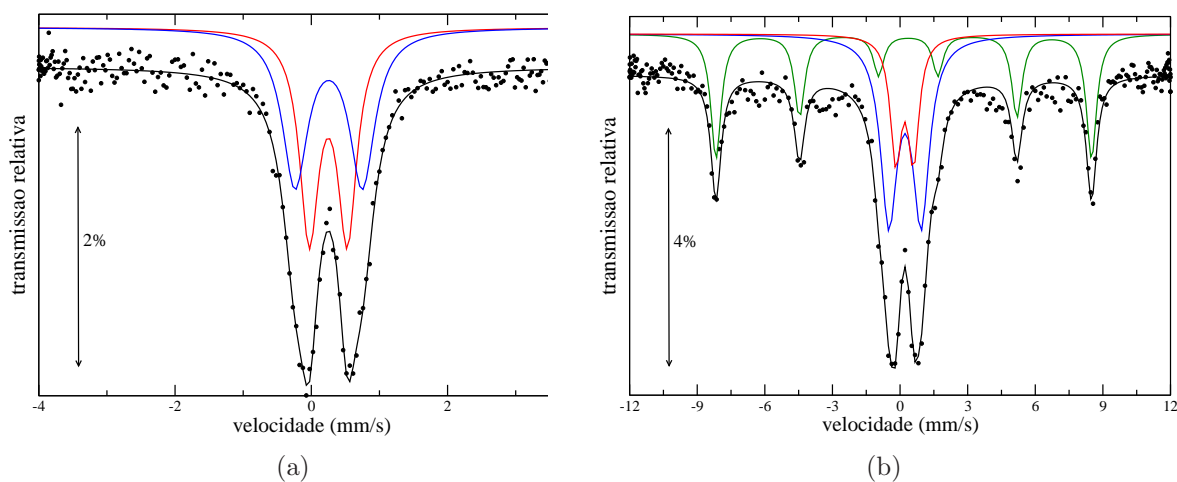 transmissao relativa
2%
-4 -2 0 2
velocidade (mm/s)
(a)
transmissao relativa
4%
-12 -9 -6 -3 0 3 6 9 12
velocidade (mm/s)
(b)